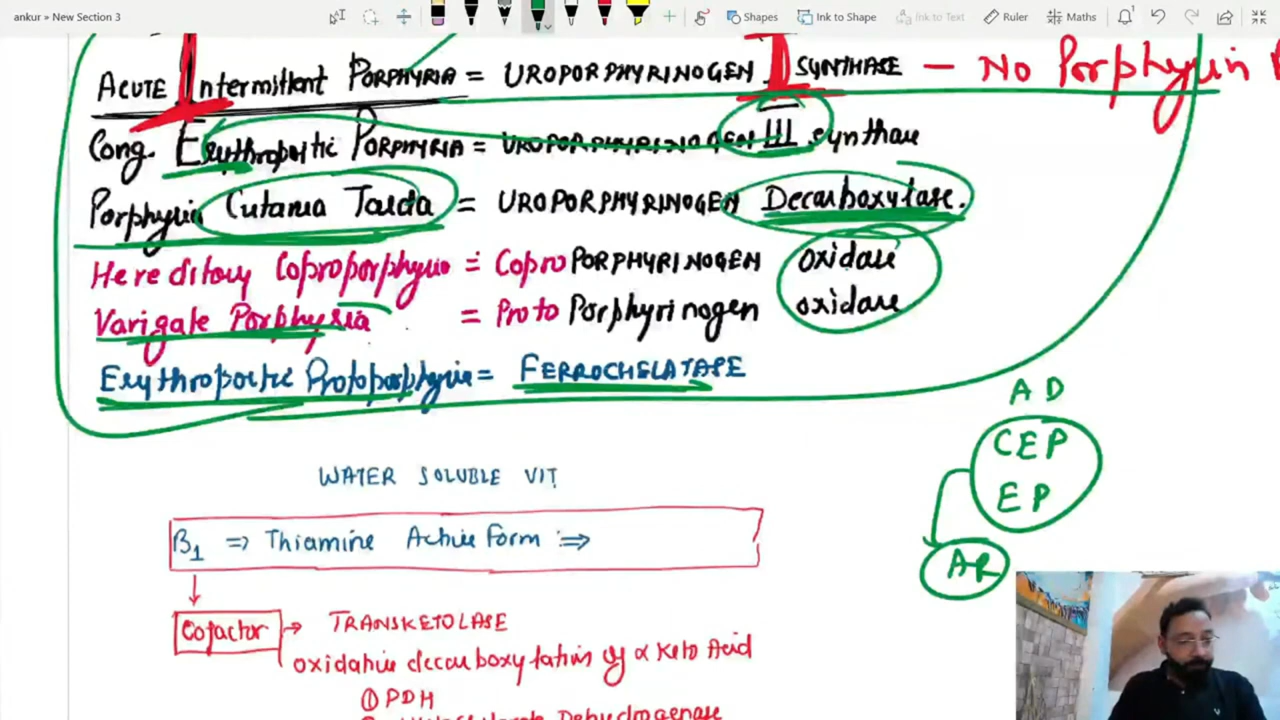 ankur » New Section 3
Shapes Ink to Shape Ink to Text Ruler Maths
ACUTE Intermittent PORPHYRIA = UROPORPHYRINOGEN I SYNTHASE — No Porphyrin
Cong. Erythropoitic PORPHYRIA = UROPORPHYRINOGEN III synthase
Porphyria Cutania Tarda = UROPORPHYRINOGEN Decarboxylase.
Hereditary Coproporphyria = Copro PORPHYRINOGEN oxidase
Varigate Porphyria = Proto Porphyrinogen oxidase
Erythropoitic Protoporphyria = FERROCHELATASE
AD
CEP
EP
AR
WATER SOLUBLE VIT
B1 ⇒ Thiamine Active Form ⇒
Cofactor → TRANSKETOLASE
oxidative decarboxylation of α Keto Acid
① PDH
Dehydrogenase